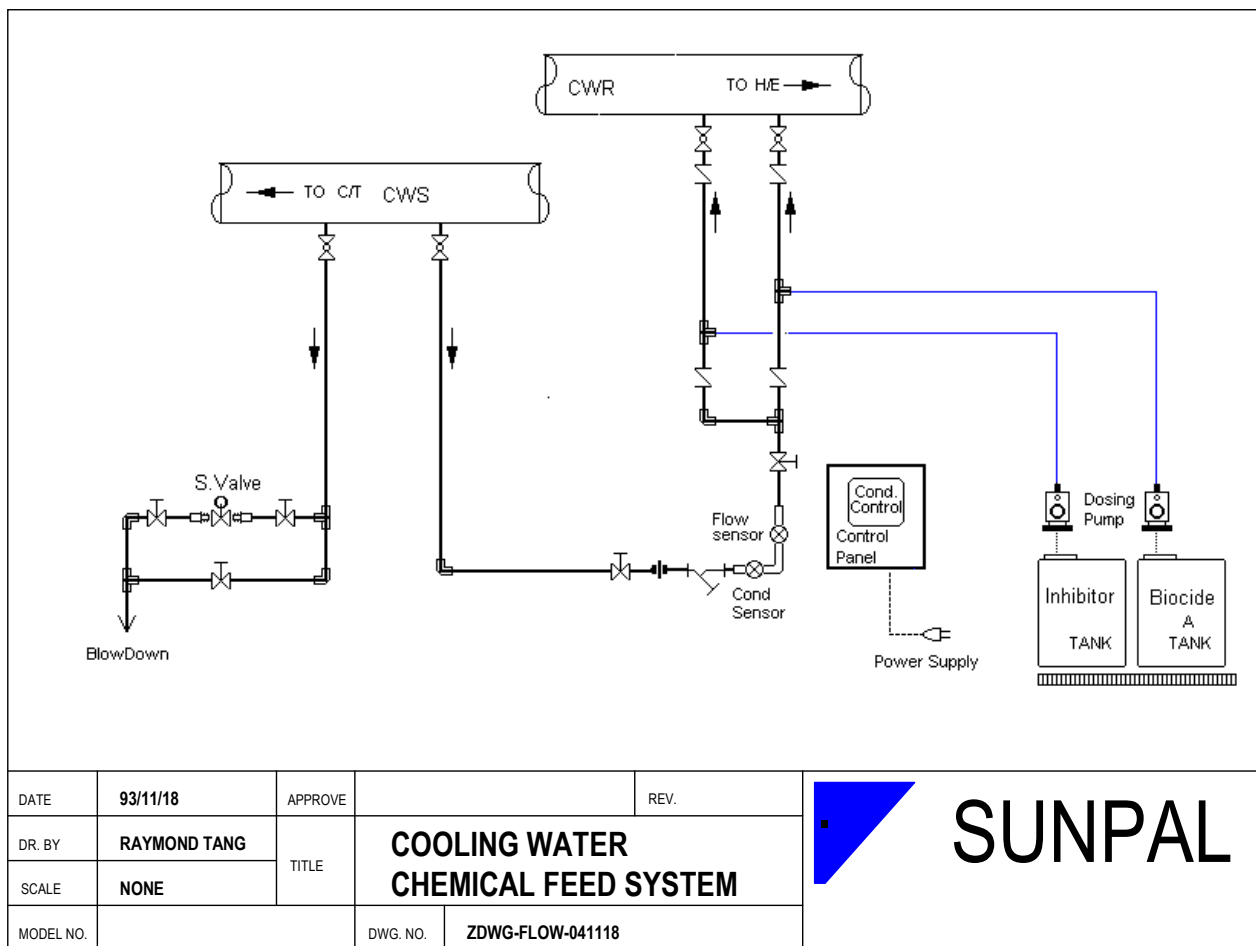 CWR
TO H/E
TO C/T CWS
S.Valve
Flow
sensor
Cond
Sensor
Cond.
Control
Control
Panel
Power Supply
Dosing
Pump
Inhibitor
TANK
Biocide
A
TANK
BlowDown
DATE 93/11/18 APPROVE REV.
DR. BY RAYMOND TANG TITLE COOLING WATER
CHEMICAL FEED SYSTEM
SCALE NONE
MODEL NO. DWG. NO. ZDWG-FLOW-041118
SUNPAL